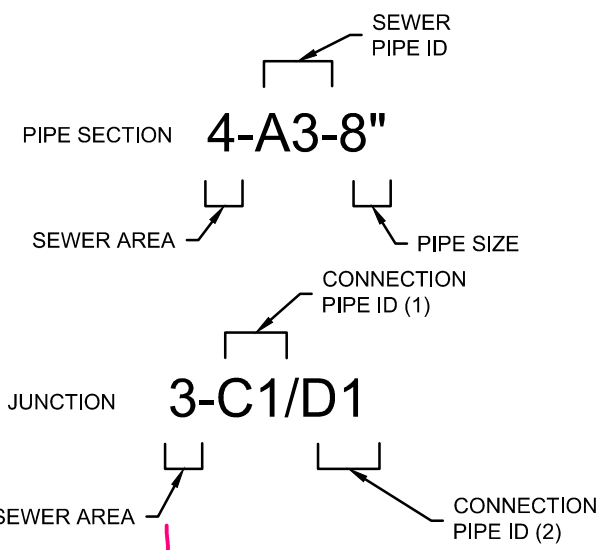 SEWER
PIPE ID
PIPE SECTION 4-A3-8"
SEWER AREA
PIPE SIZE
CONNECTION
PIPE ID (1)
JUNCTION 3-C1/D1
SEWER AREA
CONNECTION
PIPE ID (2)